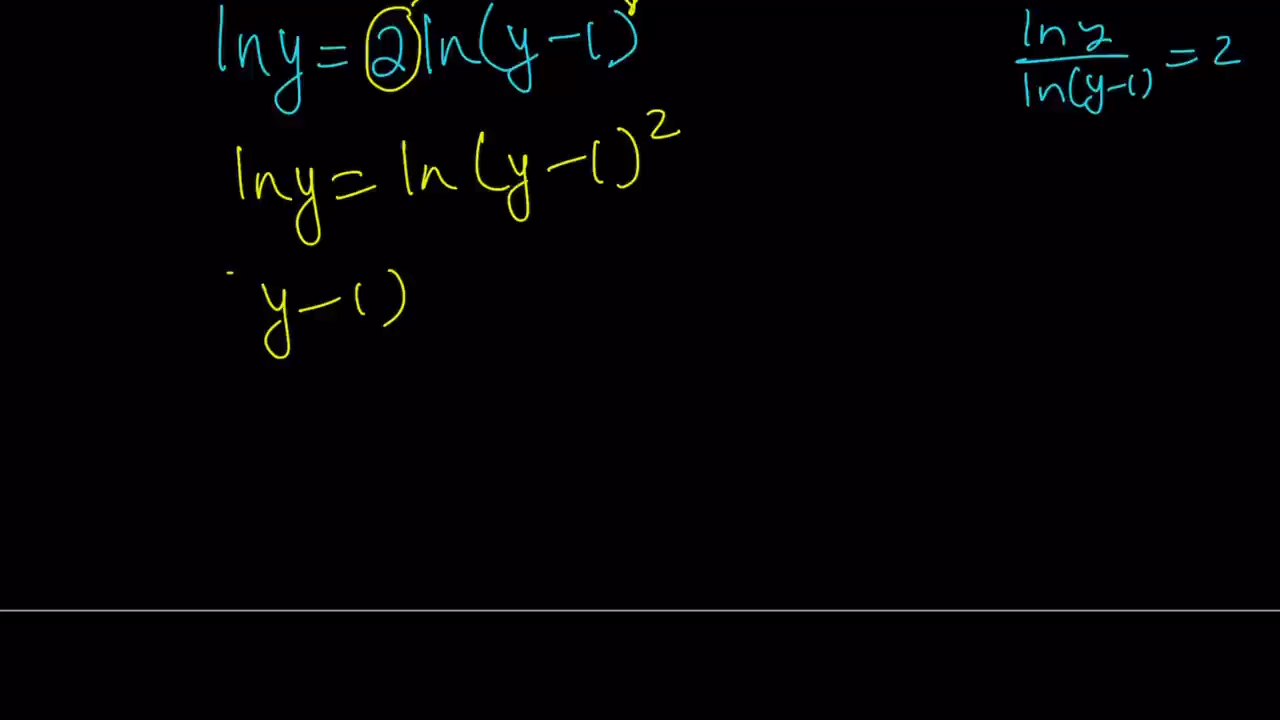 ln y = 2 ln(y-1)
ln y / ln(y-1) = 2
ln y = ln (y-1)²
y-1)